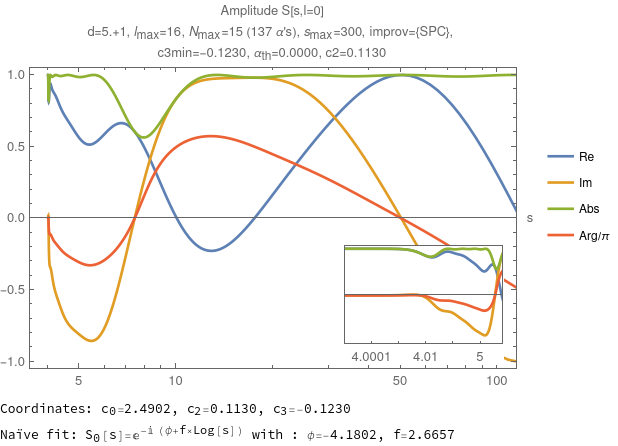 Amplitude S[s,l=0]
d=5.+1, lmax=16, Nmax=15 (137 α's), smax=300, improv={SPC},
c3min=-0.1230, αth=0.0000, c2=0.1130
1.0
0.5
0.0
-0.5
-1.0
s
5 10 50 100
4.0001 4.01 5
Re
Im
Abs
Arg/π
Coordinates: c0=2.4902, c2=0.1130, c3=-0.1230
Naïve fit: S0[s]=e^-i (ϕ+f×Log[s]) with : ϕ=-4.1802, f=2.6657